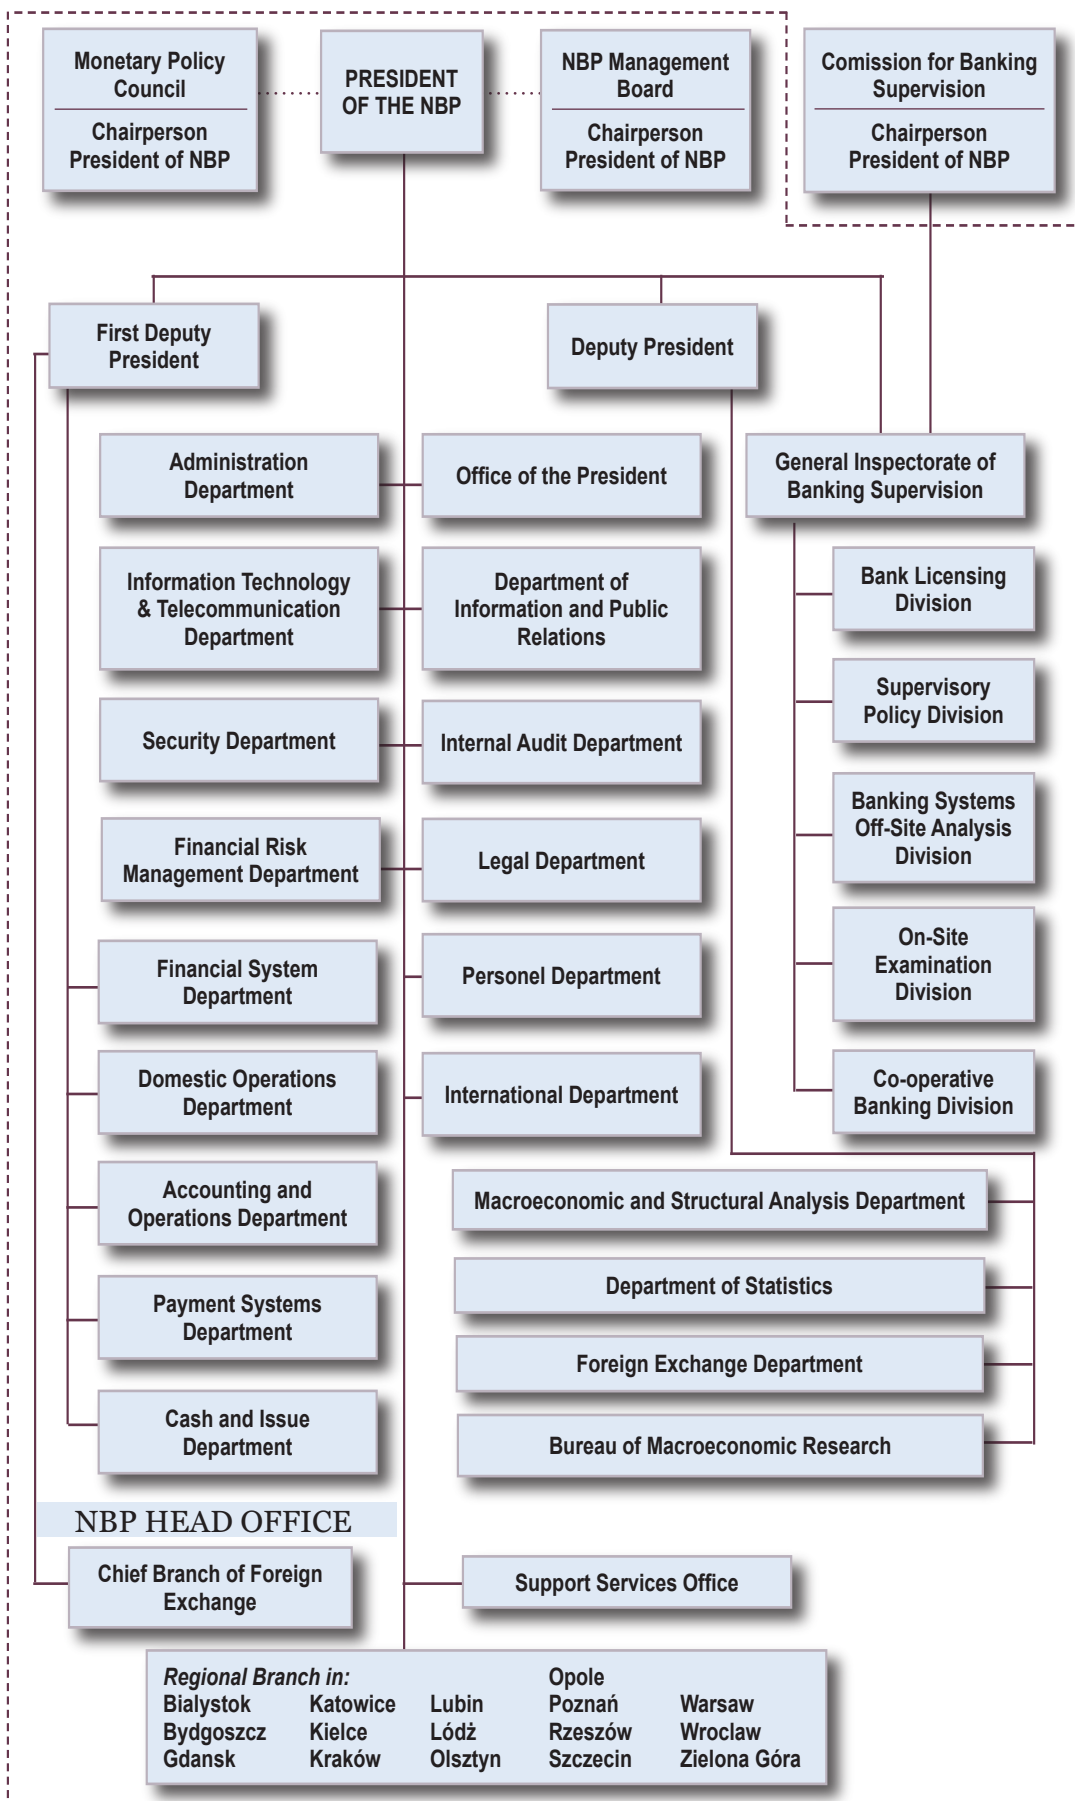 Monetary Policy
Council
Chairperson
President of NBP
PRESIDENT
OF THE NBP
NBP Management
Board
Chairperson
President of NBP
Comission for Banking
Supervision
Chairperson
President of NBP
First Deputy
President
Deputy President
Administration
Department
Office of the President
General Inspectorate of
Banking Supervision
Information Technology
& Telecommunication
Department
Department of
Information and Public
Relations
Bank Licensing
Division
Supervisory
Policy Division
Security Department
Internal Audit Department
Banking Systems
Off-Site Analysis
Division
Financial Risk
Management Department
Legal Department
On-Site
Examination
Division
Financial System
Department
Personel Department
Domestic Operations
Department
International Department
Co-operative
Banking Division
Accounting and
Operations Department
Macroeconomic and Structural Analysis Department
Payment Systems
Department
Department of Statistics
Foreign Exchange Department
Cash and Issue
Department
Bureau of Macroeconomic Research
NBP HEAD OFFICE
Chief Branch of Foreign
Exchange
Support Services Office
Regional Branch in: Opole
Bialystok Katowice Lubin Poznań Warsaw
Bydgoszcz Kielce Lódż Rzeszów Wroclaw
Gdansk Kraków Olsztyn Szczecin Zielona Góra